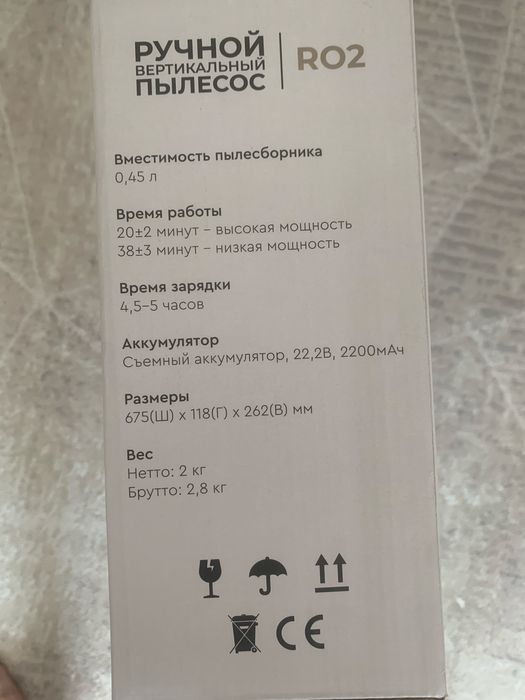 РУЧНОЙ
ВЕРТИКАЛЬНЫЙ
ПЫЛЕСОС
RO2
Вместимость пылесборника
0,45 л
Время работы
20±2 минут – высокая мощность
38±3 минут – низкая мощность
Время зарядки
4,5–5 часов
Аккумулятор
Съемный аккумулятор, 22,2В, 2200мАч
Размеры
675(Ш) x 118(Г) x 262(В) мм
Вес
Нетто: 2 кг
Брутто: 2,8 кг
CE